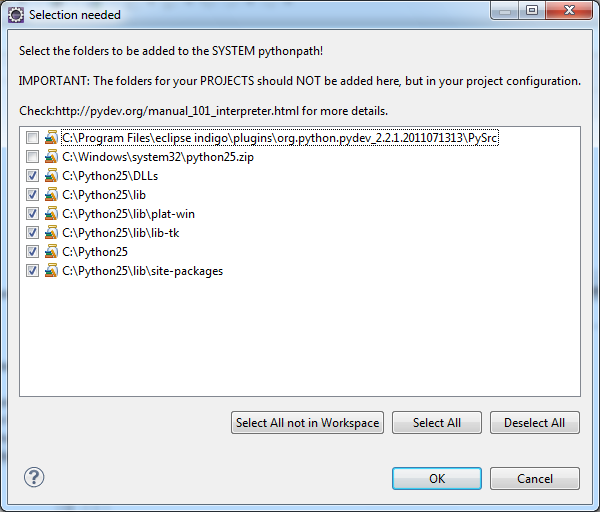 Selection needed
Select the folders to be added to the SYSTEM pythonpath!
IMPORTANT: The folders for your PROJECTS should NOT be added here, but in your project configuration.
Check:http://pydev.org/manual_101_interpreter.html for more details.
C:\Program Files\eclipse indigo\plugins\org.python.pydev_2.2.1.2011071313\PySrc
C:\Windows\system32\python25.zip
C:\Python25\DLLs
C:\Python25\lib
C:\Python25\lib\plat-win
C:\Python25\lib\lib-tk
C:\Python25
C:\Python25\lib\site-packages
Select All not in Workspace Select All Deselect All
? OK Cancel